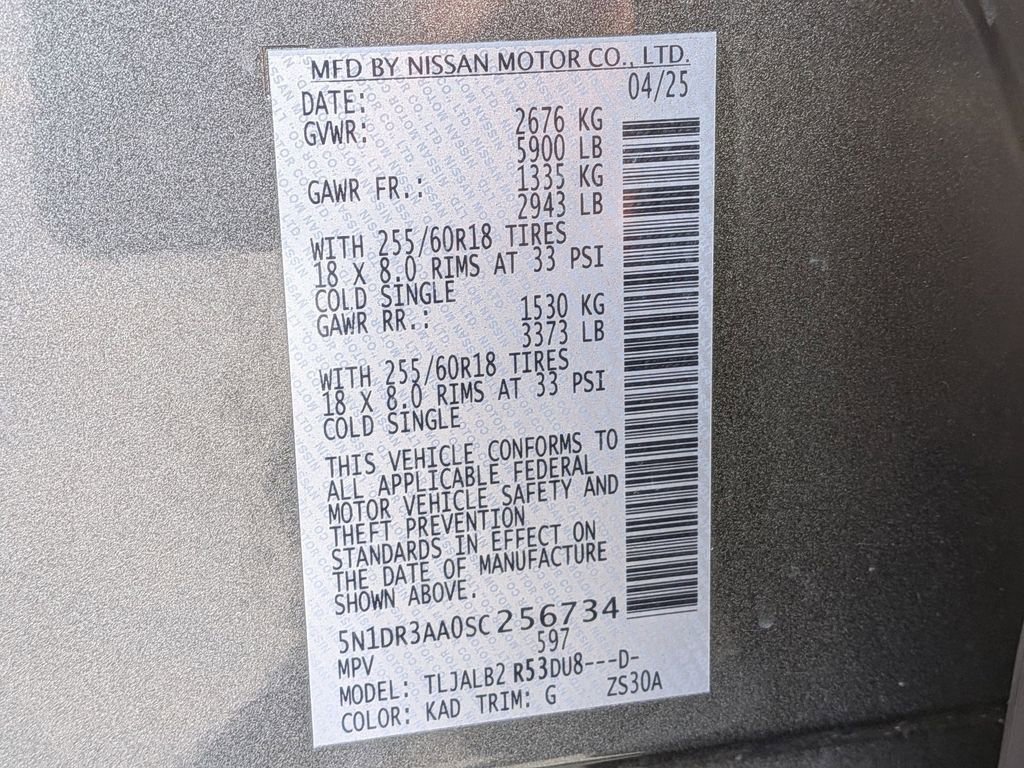 MFD BY NISSAN MOTOR CO., LTD.
DATE: 04/25
GVWR: 2676 KG
5900 LB
GAWR FR.: 1335 KG
2943 LB
WITH 255/60R18 TIRES
18 X 8.0 RIMS AT 33 PSI
COLD SINGLE
GAWR RR.: 1530 KG
3373 LB
WITH 255/60R18 TIRES
18 X 8.0 RIMS AT 33 PSI
COLD SINGLE
THIS VEHICLE CONFORMS TO
ALL APPLICABLE FEDERAL
MOTOR VEHICLE SAFETY AND
THEFT PREVENTION
STANDARDS IN EFFECT ON
THE DATE OF MANUFACTURE
SHOWN ABOVE.
5N1DR3AA0SC256734
MPV 597
MODEL: TLJALB2 R53DU8---D-
COLOR: KAD TRIM: G ZS30A